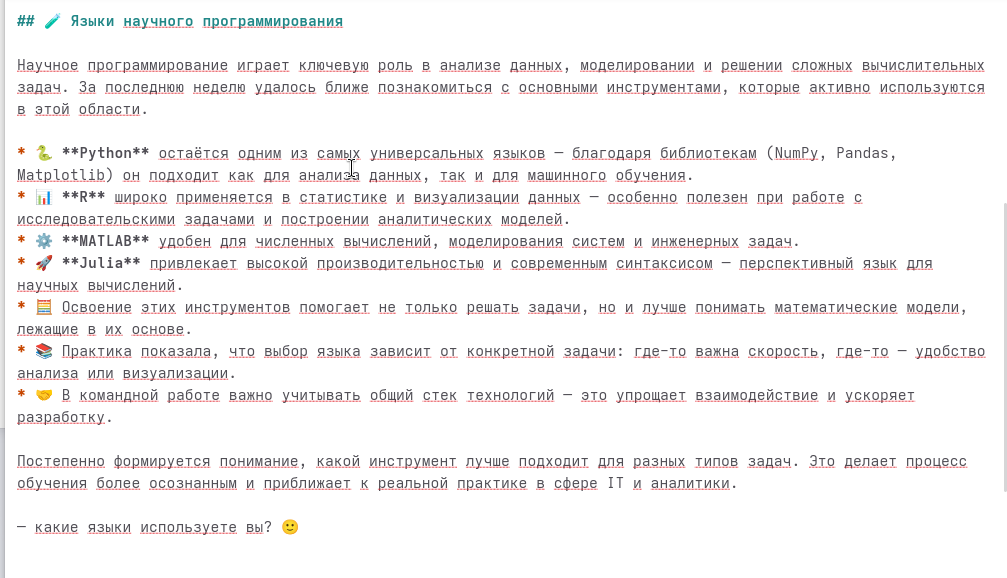 ## 🧪 Языки научного программирования
Научное программирование играет ключевую роль в анализе данных, моделировании и решении сложных вычислительных
задач. За последнюю неделю удалось ближе познакомиться с основными инструментами, которые активно используются
в этой области.
* 🐍 **Python** остаётся одним из самых универсальных языков — благодаря библиотекам (NumPy, Pandas,
Matplotlib) он подходит как для анализа данных, так и для машинного обучения.
* 📊 **R** широко применяется в статистике и визуализации данных — особенно полезен при работе с
исследовательскими задачами и построении аналитических моделей.
* ⚙️ **MATLAB** удобен для численных вычислений, моделирования систем и инженерных задач.
* 🚀 **Julia** привлекает высокой производительностью и современным синтаксисом — перспективный язык для
научных вычислений.
* 🧮 Освоение этих инструментов помогает не только решать задачи, но и лучше понимать математические модели,
лежащие в их основе.
* 📚 Практика показала, что выбор языка зависит от конкретной задачи: где-то важна скорость, где-то — удобство
анализа или визуализации.
* 🤝 В командной работе важно учитывать общий стек технологий — это упрощает взаимодействие и ускоряет
разработку.
Постепенно формируется понимание, какой инструмент лучше подходит для разных типов задач. Это делает процесс
обучения более осознанным и приближает к реальной практике в сфере IT и аналитики.
— какие языки используете вы? 🙂